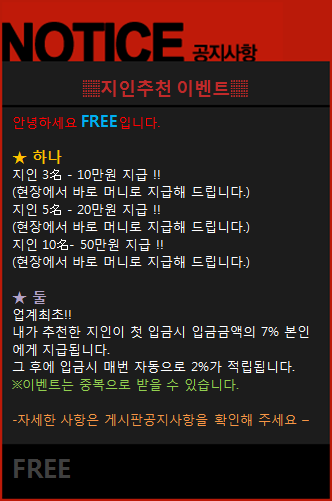 NOTICE 공지사항
▒지인추천 이벤트▒
안녕하세요 FREE입니다.
★ 하나
지인 3名 - 10만원 지급 !!
(현장에서 바로 머니로 지급해 드립니다.)
지인 5名 - 20만원 지급 !!
(현장에서 바로 머니로 지급해 드립니다.)
지인 10名- 50만원 지급 !!
(현장에서 바로 머니로 지급해 드립니다.)
★ 둘
업계최초!!
내가 추천한 지인이 첫 입금시 입금금액의 7% 본인
에게 지급됩니다.
그 후에 입금시 매번 자동으로 2%가 적립됩니다.
※이벤트는 중복으로 받을 수 있습니다.
-자세한 사항은 게시판공지사항을 확인해 주세요 –
FREE